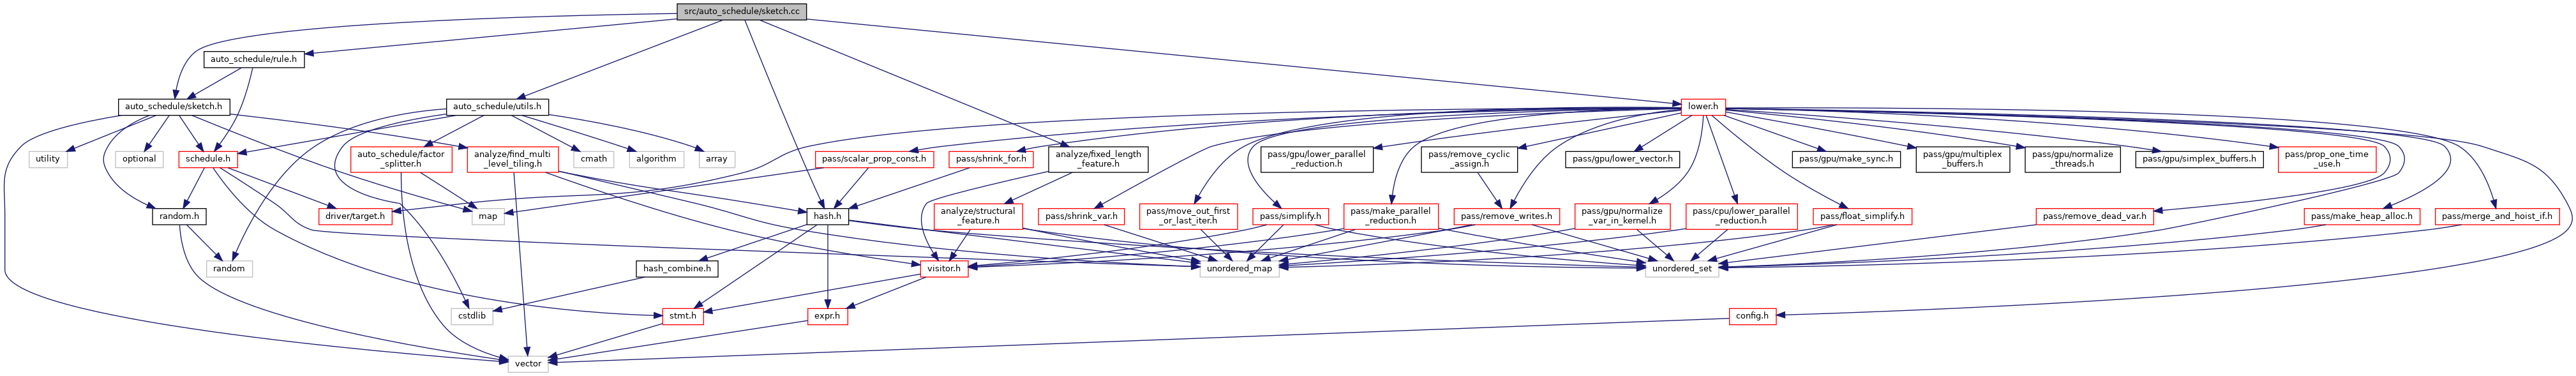 src/auto_schedule/sketch.cc
auto_schedule/rule.h
auto_schedule/sketch.h
auto_schedule/utils.h
lower.h
utility
optional
schedule.h
auto_schedule/factor
_splitter.h
analyze/find_multi
_level_tiling.h
cmath
algorithm
array
pass/scalar_prop_const.h
pass/shrink_for.h
analyze/fixed_length
_feature.h
pass/gpu/lower_parallel
_reduction.h
pass/remove_cyclic
_assign.h
pass/gpu/lower_vector.h
pass/gpu/make_sync.h
pass/gpu/multiplex
_buffers.h
pass/gpu/normalize
_threads.h
pass/gpu/simplex_buffers.h
pass/prop_one_time
_use.h
random.h
driver/target.h
map
hash.h
analyze/structural
_feature.h
pass/shrink_var.h
pass/move_out_first
_or_last_iter.h
pass/simplify.h
pass/make_parallel
_reduction.h
pass/remove_writes.h
pass/gpu/normalize
_var_in_kernel.h
pass/cpu/lower_parallel
_reduction.h
pass/float_simplify.h
pass/remove_dead_var.h
pass/make_heap_alloc.h
pass/merge_and_hoist_if.h
random
hash_combine.h
visitor.h
unordered_map
unordered_set
cstdlib
stmt.h
expr.h
config.h
vector